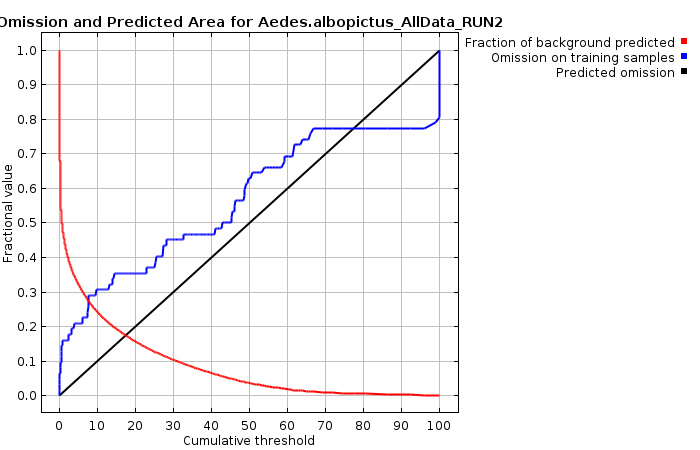 Omission and Predicted Area for Aedes.albopictus_AllData_RUN2
Fraction of background predicted
Omission on training samples
Predicted omission
1.0
0.9
0.8
0.7
0.6
0.5
0.4
0.3
0.2
0.1
0.0
Fractional value
0 10 20 30 40 50 60 70 80 90 100
Cumulative threshold